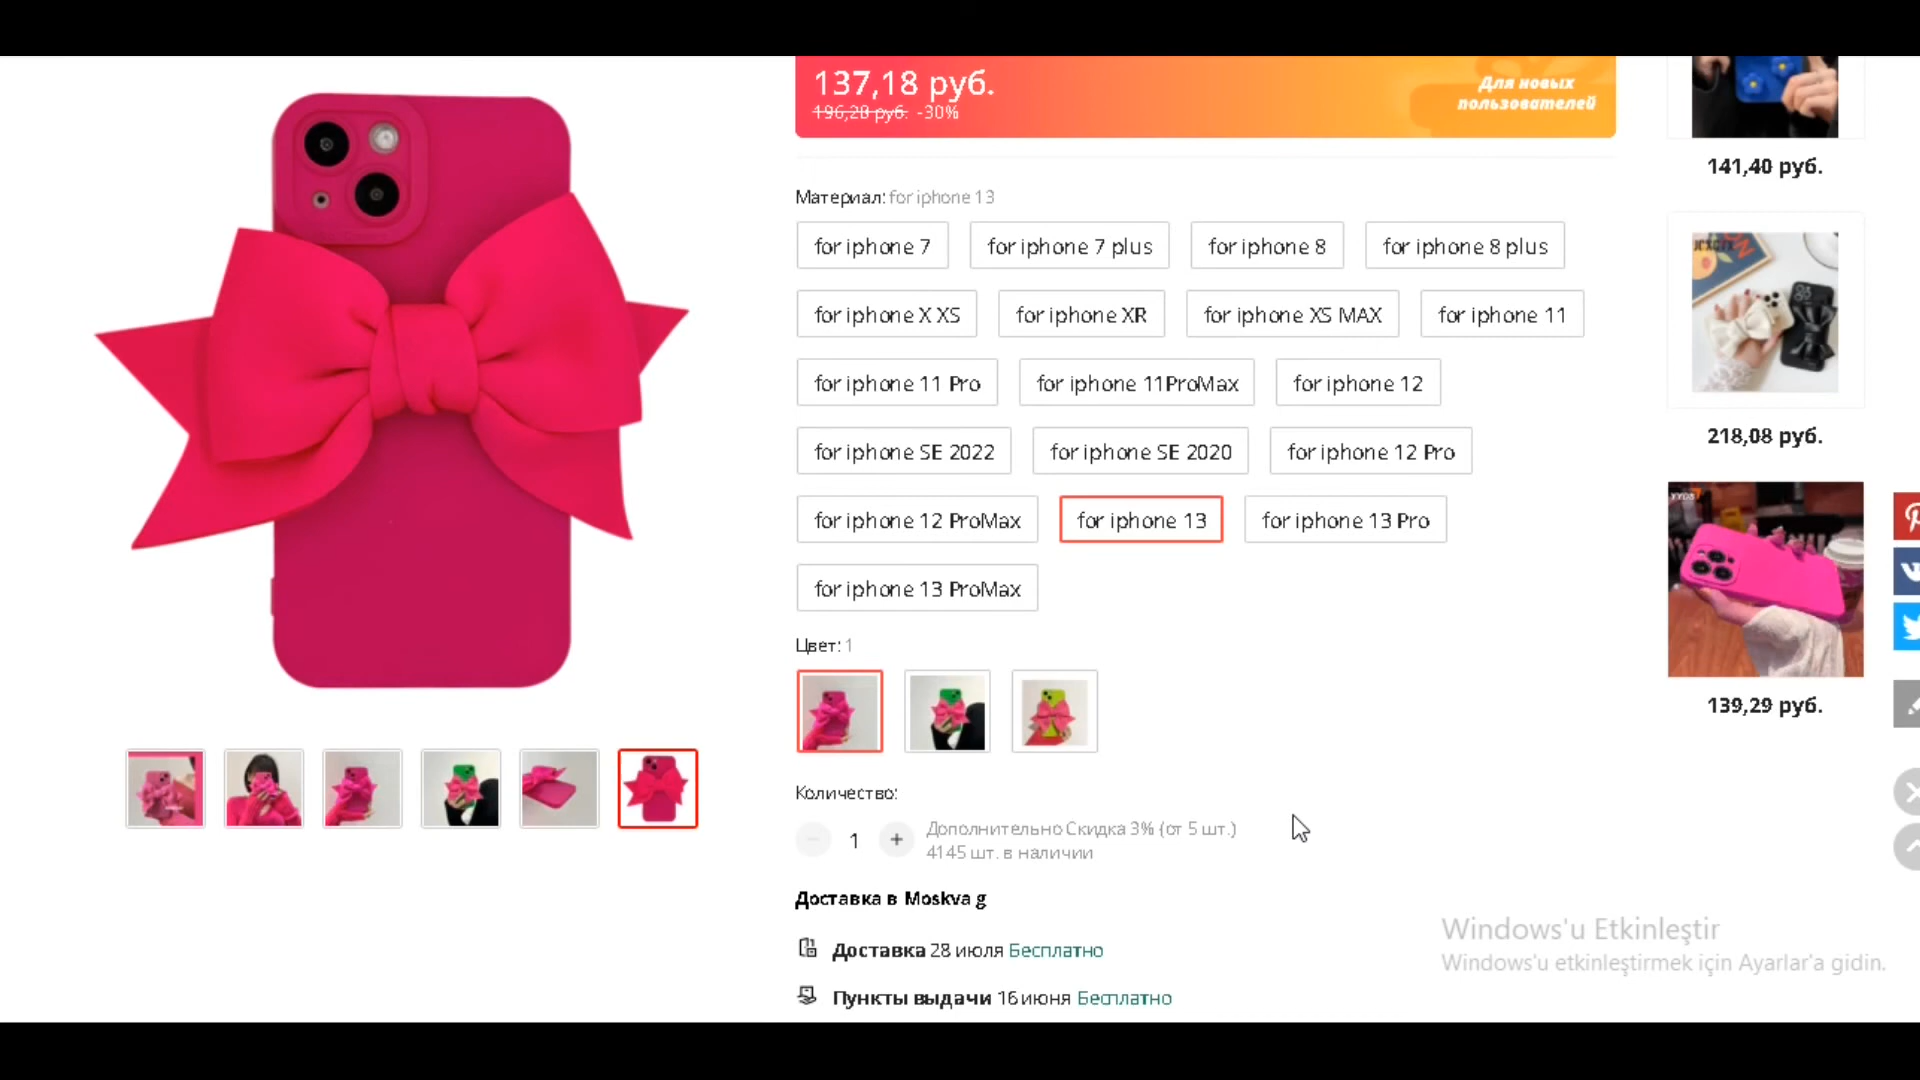 137,18 руб.
196,28 руб. -30%
Для новых
пользователей
Материал: for iphone 13
for iphone 7
for iphone 7 plus
for iphone 8
for iphone 8 plus
for iphone X XS
for iphone XR
for iphone XS MAX
for iphone 11
for iphone 11 Pro
for iphone 11ProMax
for iphone 12
for iphone SE 2022
for iphone SE 2020
for iphone 12 Pro
for iphone 12 ProMax
for iphone 13
for iphone 13 Pro
for iphone 13 ProMax
Цвет: 1
Количество:
1
Дополнительно Скидка 3% (от 5 шт.)
4145 шт. в наличии
Доставка в Moskva g
Доставка 28 июля Бесплатно
Пункты выдачи 16 июня Бесплатно
141,40 руб.
218,08 руб.
139,29 руб.
Windows'u Etkinleştir
Windows'u etkinleştirmek için Ayarlar'a gidin.